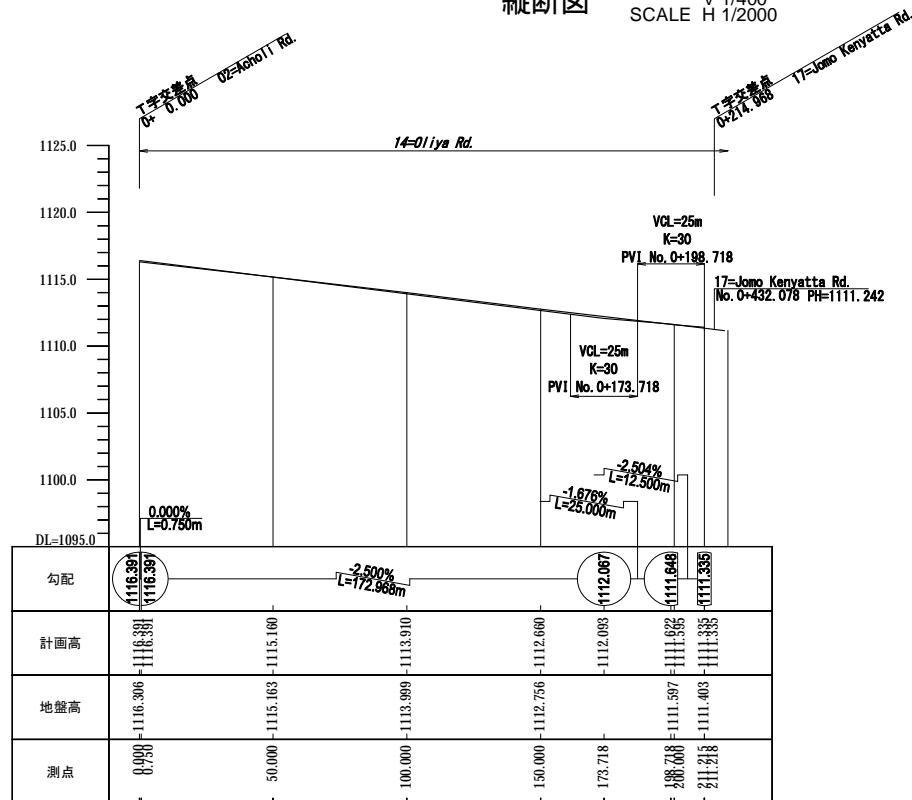 縦断図
V 1/400
SCALE H 1/2000
T字交差点
0+ 0.000
02=Acholi Rd.
T字交差点
0+214.968
17=Jomo Kenyatta Rd.
14=Oliya Rd.
1125.0
1120.0
1115.0
1110.0
1105.0
1100.0
DL=1095.0
VCL=25m
K=30
PVI No.0+198.718
17=Jomo Kenyatta Rd.
No.0+432.078 PH=1111.242
VCL=25m
K=30
PVI No.0+173.718
-2.504%
L=12.500m
-1.676%
L=25.000m
0.000%
L=0.750m
勾配
1116.391
1116.391
-2.500%
L=172.968m
1112.067
1111.648
1111.335
計画高
1116.391
1116.391
1115.160
1113.910
1112.660
1112.093
1111.622
1111.595
1111.335
1111.335
地盤高
1116.306
1115.163
1113.999
1112.756
1111.597
1111.403
測点
0.000
0.750
50.000
100.000
150.000
173.718
198.718
200.000
211.215
211.218